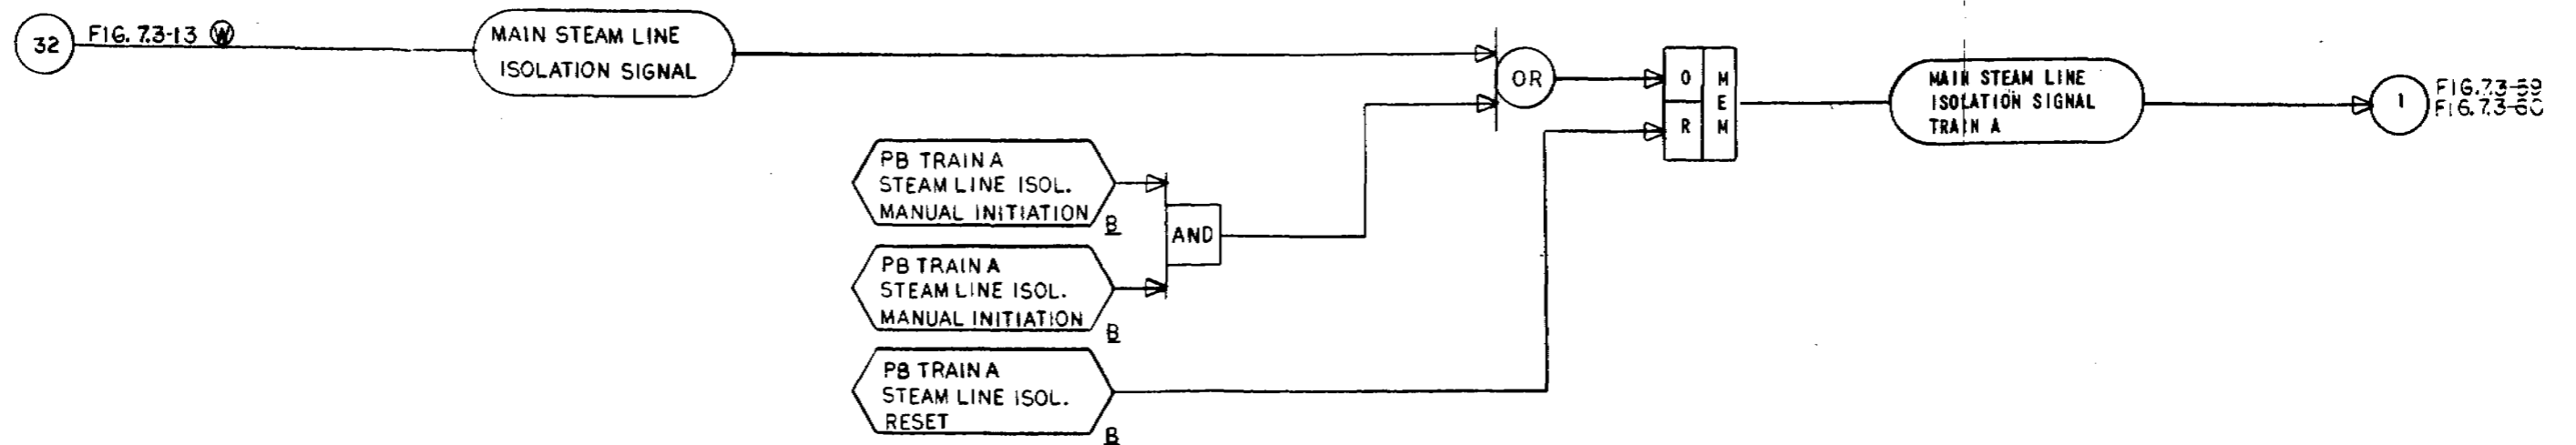 32
FIG. 7.3-13 W
MAIN STEAM LINE
ISOLATION SIGNAL
OR
O
R
MEM
MAIN STEAM LINE
ISOLATION SIGNAL
TRAIN A
1
FIG.7.3-59
FIG.7.3-60
PB TRAIN A
STEAM LINE ISOL.
MANUAL INITIATION
B
AND
PB TRAIN A
STEAM LINE ISOL.
MANUAL INITIATION
B
PB TRAIN A
STEAM LINE ISOL.
RESET
B